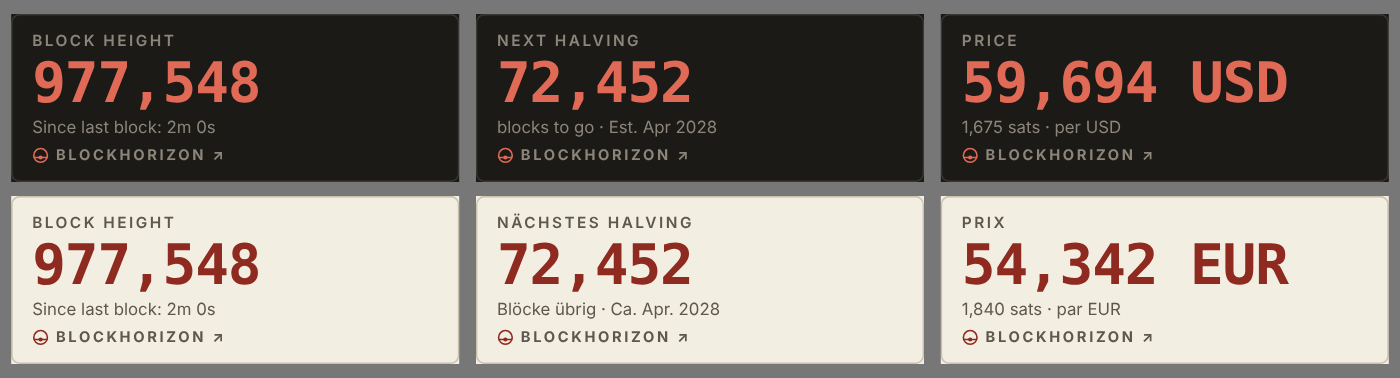 BLOCK HEIGHT
977,548
Since last block: 2m 0s
BLOCKHORIZON ↗
NEXT HALVING
72,452
blocks to go · Est. Apr 2028
BLOCKHORIZON ↗
PRICE
59,694 USD
1,675 sats · per USD
BLOCKHORIZON ↗
BLOCK HEIGHT
977,548
Since last block: 2m 0s
BLOCKHORIZON ↗
NÄCHSTES HALVING
72,452
Blöcke übrig · Ca. Apr. 2028
BLOCKHORIZON ↗
PRIX
54,342 EUR
1,840 sats · par EUR
BLOCKHORIZON ↗